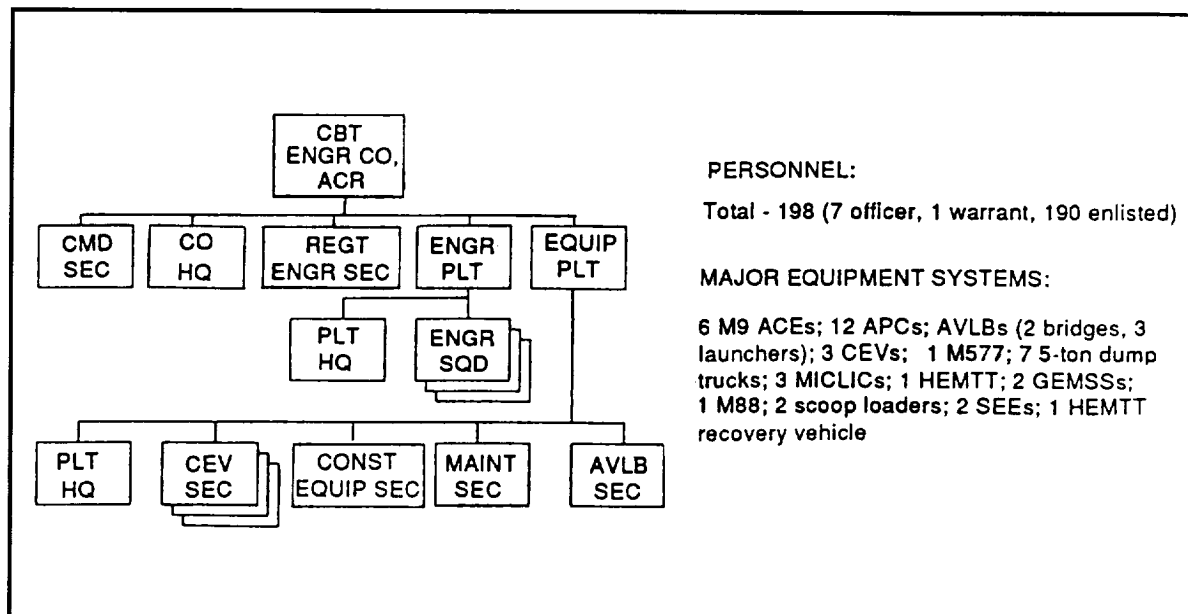 CBT
ENGR CO,
ACR
CMD
SEC
CO
HQ
REGT
ENGR SEC
ENGR
PLT
EQUIP
PLT
PLT
HQ
ENGR
SQD
PLT
HQ
CEV
SEC
CONST
EQUIP SEC
MAINT
SEC
AVLB
SEC
PERSONNEL:
Total - 198 (7 officer, 1 warrant, 190 enlisted)
MAJOR EQUIPMENT SYSTEMS:
6 M9 ACEs; 12 APCs; AVLBs (2 bridges, 3
launchers); 3 CEVs; 1 M577; 7 5-ton dump
trucks; 3 MICLICs; 1 HEMTT; 2 GEMSSs;
1 M88; 2 scoop loaders; 2 SEEs; 1 HEMTT
recovery vehicle